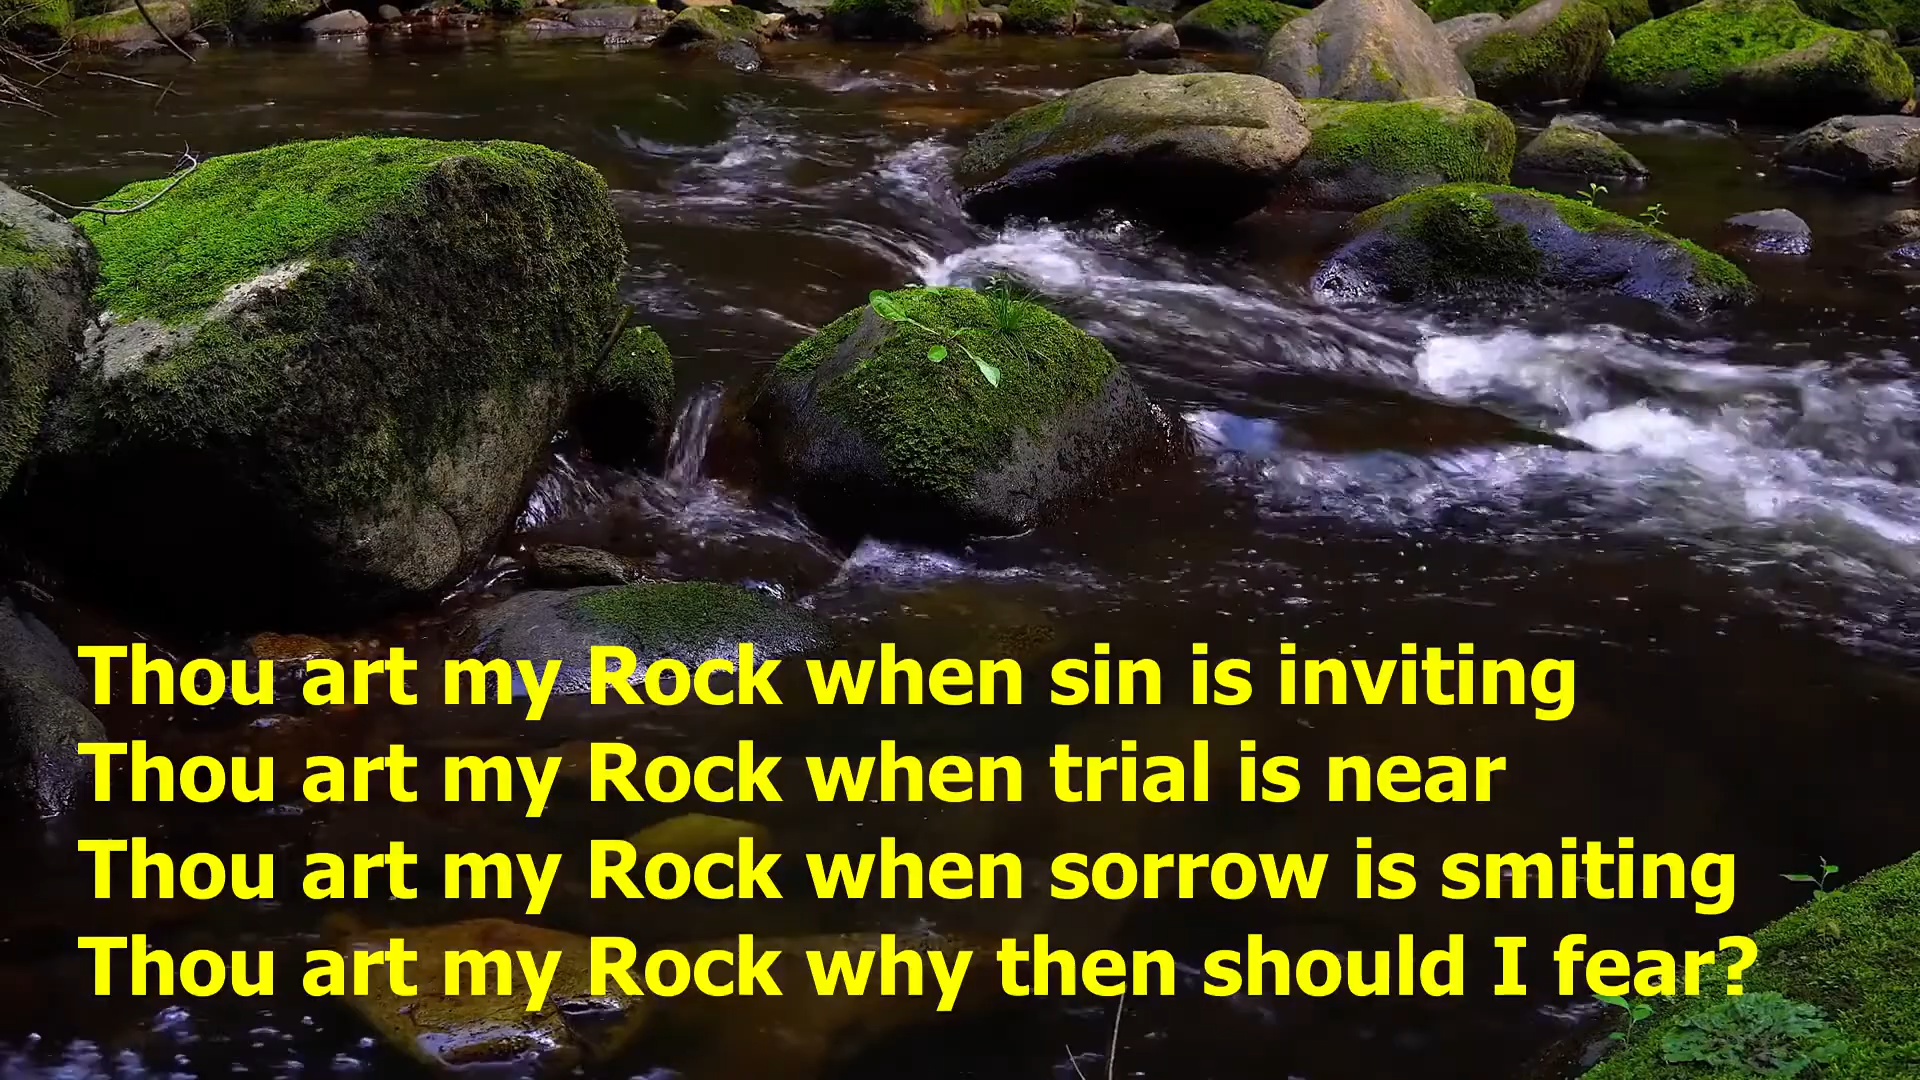 Thou art my Rock when sin is inviting
Thou art my Rock when trial is near
Thou art my Rock when sorrow is smiting
Thou art my Rock why then should I fear?